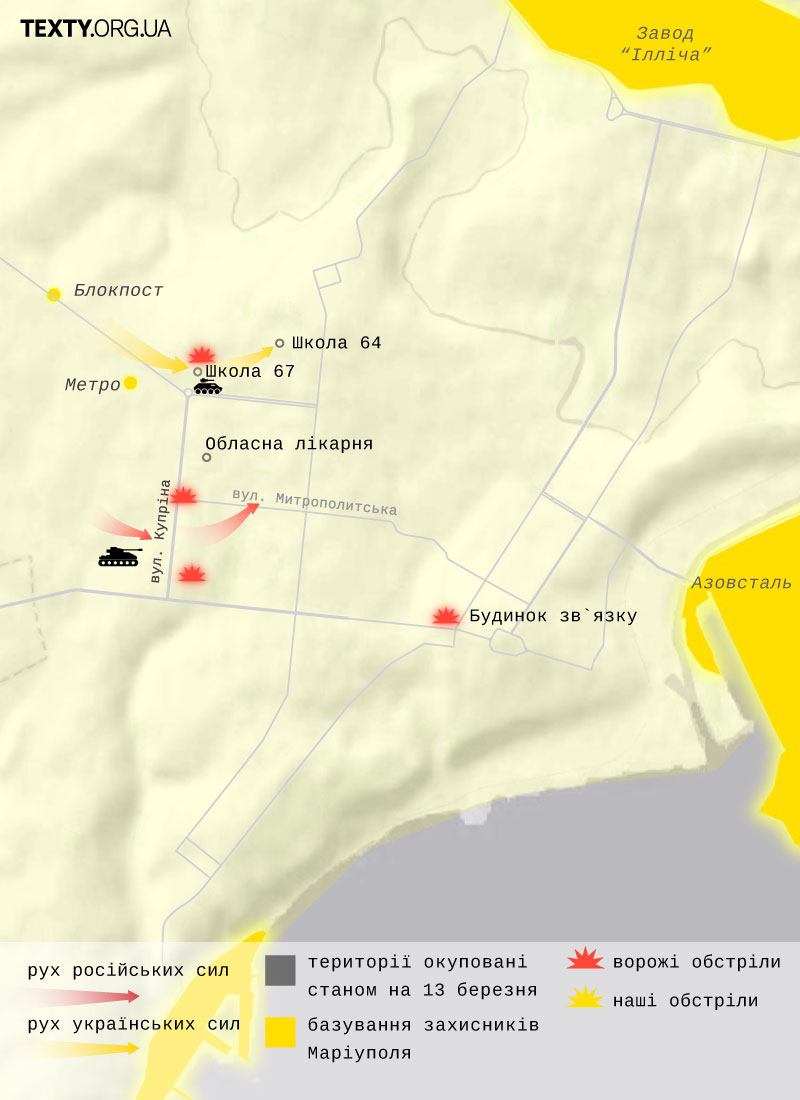 TEXTY.ORG.UA
Завод
“Ілліча”
Блокпост
Школа 64
Школа 67
Метро
Обласна лікарня
вул. Митрополитська
вул. Купріна
Азовсталь
Будинок зв`язку
рух російських сил
рух українських сил
території окуповані
станом на 13 березня
базування захисників
Маріуполя
ворожі обстріли
наші обстріли